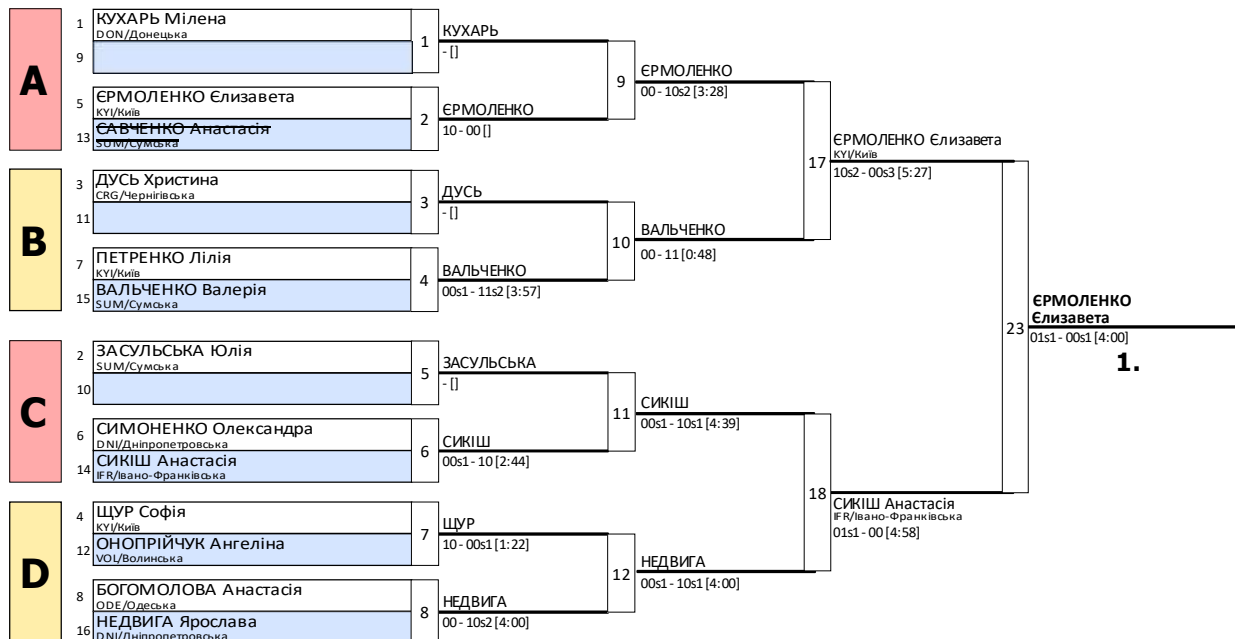 A
1
КУХАРЬ Мілена
DON/Донецька
9
1
КУХАРЬ
- []
5
ЄРМОЛЕНКО Єлизавета
KYI/Київ
13
САВЧЕНКО Анастасія
SUM/Сумська
2
ЄРМОЛЕНКО
10 - 00 []
9
ЄРМОЛЕНКО
00 - 10s2 [3:28]
B
3
ДУСЬ Христина
CRG/Чернігівська
11
3
ДУСЬ
- []
7
ПЕТРЕНКО Лілія
KYI/Київ
15
ВАЛЬЧЕНКО Валерія
SUM/Сумська
4
ВАЛЬЧЕНКО
00s1 - 11s2 [3:57]
10
ВАЛЬЧЕНКО
00 - 11 [0:48]
17
ЄРМОЛЕНКО Єлизавета
KYI/Київ
10s2 - 00s3 [5:27]
C
2
ЗАСУЛЬСЬКА Юлія
SUM/Сумська
10
5
ЗАСУЛЬСЬКА
- []
6
СИМОНЕНКО Олександра
DNI/Дніпропетровська
14
СИКІШ Анастасія
IFR/Івано-Франківська
6
СИКІШ
00s1 - 10 [2:44]
11
СИКІШ
00s1 - 10s1 [4:39]
D
4
ЩУР Софія
KYI/Київ
12
ОНОПРІЙЧУК Ангеліна
VOL/Волинська
7
ЩУР
10 - 00s1 [1:22]
8
БОГОМОЛОВА Анастасія
ODE/Одеська
16
НЕДВИГА Ярослава
DNI/Дніпропетровська
8
НЕДВИГА
00 - 10s2 [4:00]
12
НЕДВИГА
00s1 - 10s1 [4:00]
18
СИКІШ Анастасія
IFR/Івано-Франківська
01s1 - 00 [4:58]
23
ЄРМОЛЕНКО
Єлизавета
01s1 - 00s1 [4:00]
1.